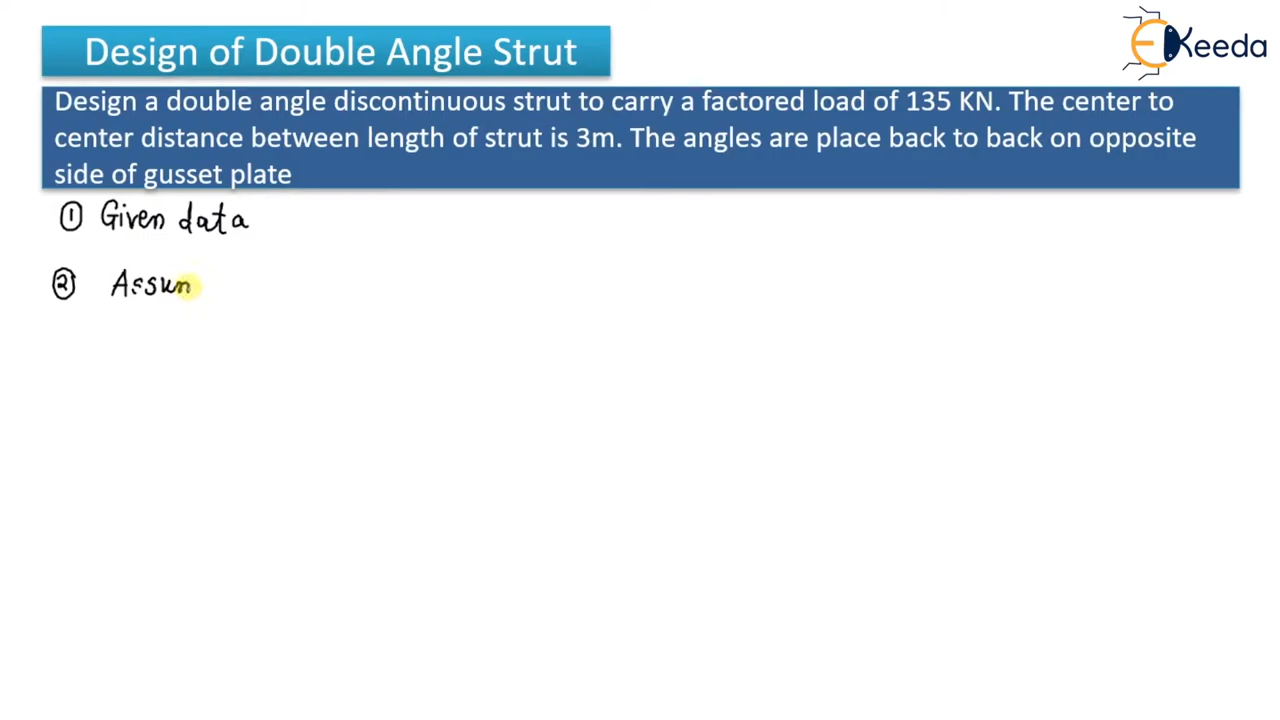 Design of Double Angle Strut
EKeeda
Design a double angle discontinuous strut to carry a factored load of 135 KN. The center to
center distance between length of strut is 3m. The angles are place back to back on opposite
side of gusset plate
① Given data
② Assum